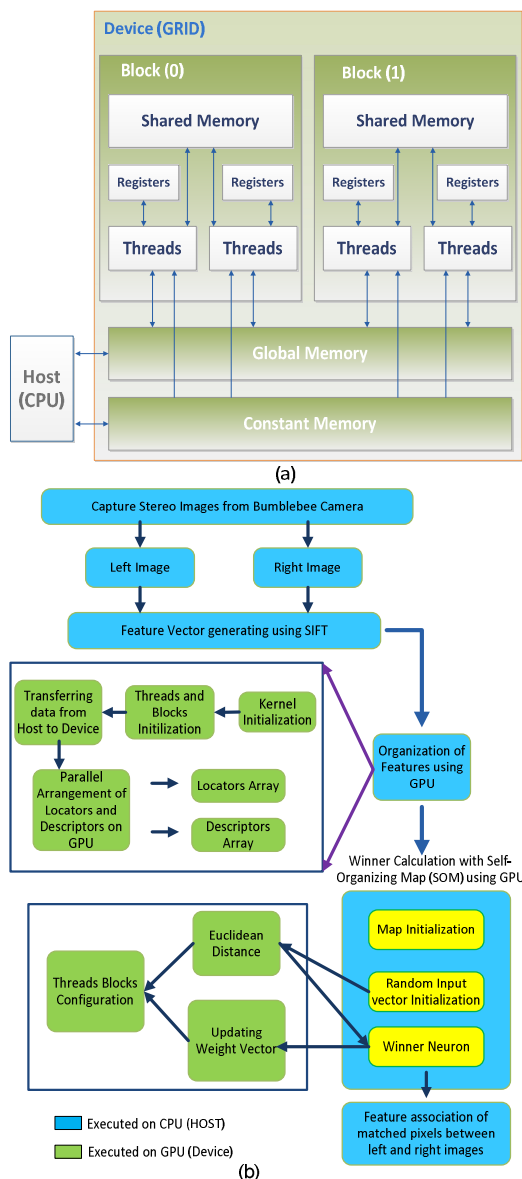 Device (GRID)
Block (0)
Block (1)
Shared Memory
Shared Memory
Registers
Registers
Registers
Registers
Threads
Threads
Threads
Threads
Host
(CPU)
Global Memory
Constant Memory
(a)
Capture Stereo Images from Bumblebee Camera
Left Image
Right Image
Feature Vector generating using SIFT
Transferring
data from
Host to Device
Threads and
Blocks
Initilization
Kernel
Initialization
Parallel
Arrangement of
Locators and
Descriptors on
GPU
Locators Array
Descriptors
Array
Organization of
Features using
GPU
Winner Calculation with Self-
Organizing Map (SOM) using GPU
Map Initialization
Random Input
vector Initialization
Winner Neuron
Euclidean
Distance
Threads Blocks
Configuration
Updating
Weight Vector
Feature association of
matched pixels between
left and right images
Executed on CPU (HOST)
Executed on GPU (Device)
(b)